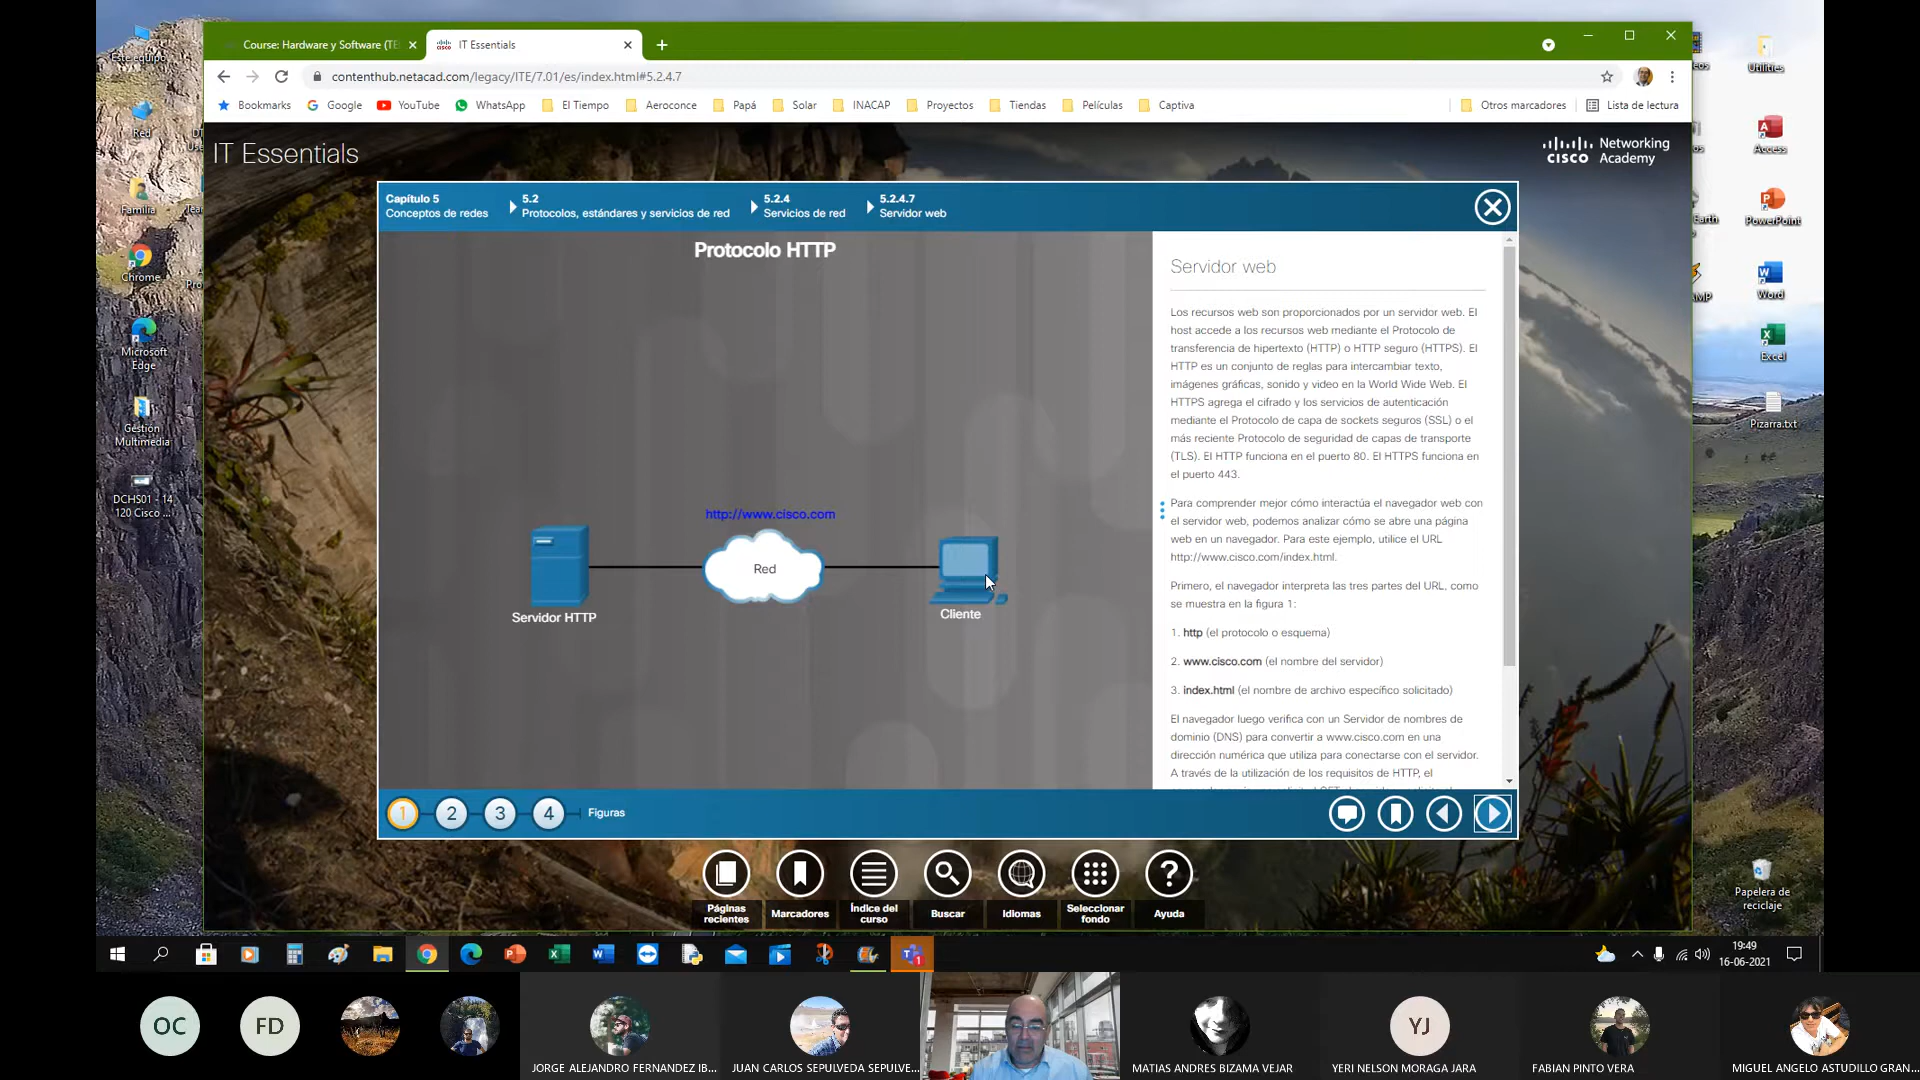 Course: Hardware y Software (TE
IT Essentials
contenthub.netacad.com/legacy/ITE/7.01/es/index.html#5.2.4.7
Bookmarks
Google
YouTube
WhatsApp
El Tiempo
Aeroconce
Papá
Solar
INACAP
Proyectos
Tiendas
Películas
Captiva
Otros marcadores
Lista de lectura
IT Essentials
cisco
Networking
Academy
Capítulo 5
Conceptos de redes
5.2
Protocolos, estándares y servicios de red
5.2.4
Servicios de red
5.2.4.7
Servidor web
Protocolo HTTP
http://www.cisco.com
Red
Servidor HTTP
Cliente
Servidor web
Los recursos web son proporcionados por un servidor web. El
host accede a los recursos web mediante el Protocolo de
transferencia de hipertexto (HTTP) o HTTP seguro (HTTPS). El
HTTP es un conjunto de reglas para intercambiar texto,
imágenes gráficas, sonido y video en la World Wide Web. El
HTTPS agrega el cifrado y los servicios de autenticación
mediante el Protocolo de capa de sockets seguros (SSL) o el
más reciente Protocolo de seguridad de capas de transporte
(TLS). El HTTP funciona en el puerto 80. El HTTPS funciona en
el puerto 443.
Para comprender mejor cómo interactúa el navegador web con
el servidor web, podemos analizar cómo se abre una página
web en un navegador. Para este ejemplo, utilice el URL
http://www.cisco.com/index.html.
Primero, el navegador interpreta las tres partes del URL, como
se muestra en la figura 1:
1. http (el protocolo o esquema)
2. www.cisco.com (el nombre del servidor)
3. index.html (el nombre de archivo específico solicitado)
El navegador luego verifica con un Servidor de nombres de
dominio (DNS) para convertir a www.cisco.com en una
dirección numérica que utiliza para conectarse con el servidor.
A través de la utilización de los requisitos de HTTP, el
1
2
3
4
Figuras
Páginas
recientes
Marcadores
Índice del
curso
Buscar
Idiomas
Seleccionar
fondo
Ayuda
Este equipo
Red
Familia
Chrome
Microsoft
Edge
Gestión
Multimedia
DCHS01 - 14
120 Cisco ...
Utilities
Access
PowerPoint
Word
Excel
Pizarra.txt
Papelera de
reciclaje
19:49
16-06-2021
OC
FD
JORGE ALEJANDRO FERNANDEZ IB...
JUAN CARLOS SEPULVEDA SEPULVE...
MATIAS ANDRES BIZAMA VEJAR
YJ
YERI NELSON MORAGA JARA
FABIAN PINTO VERA
MIGUEL ANGELO ASTUDILLO GRAN...